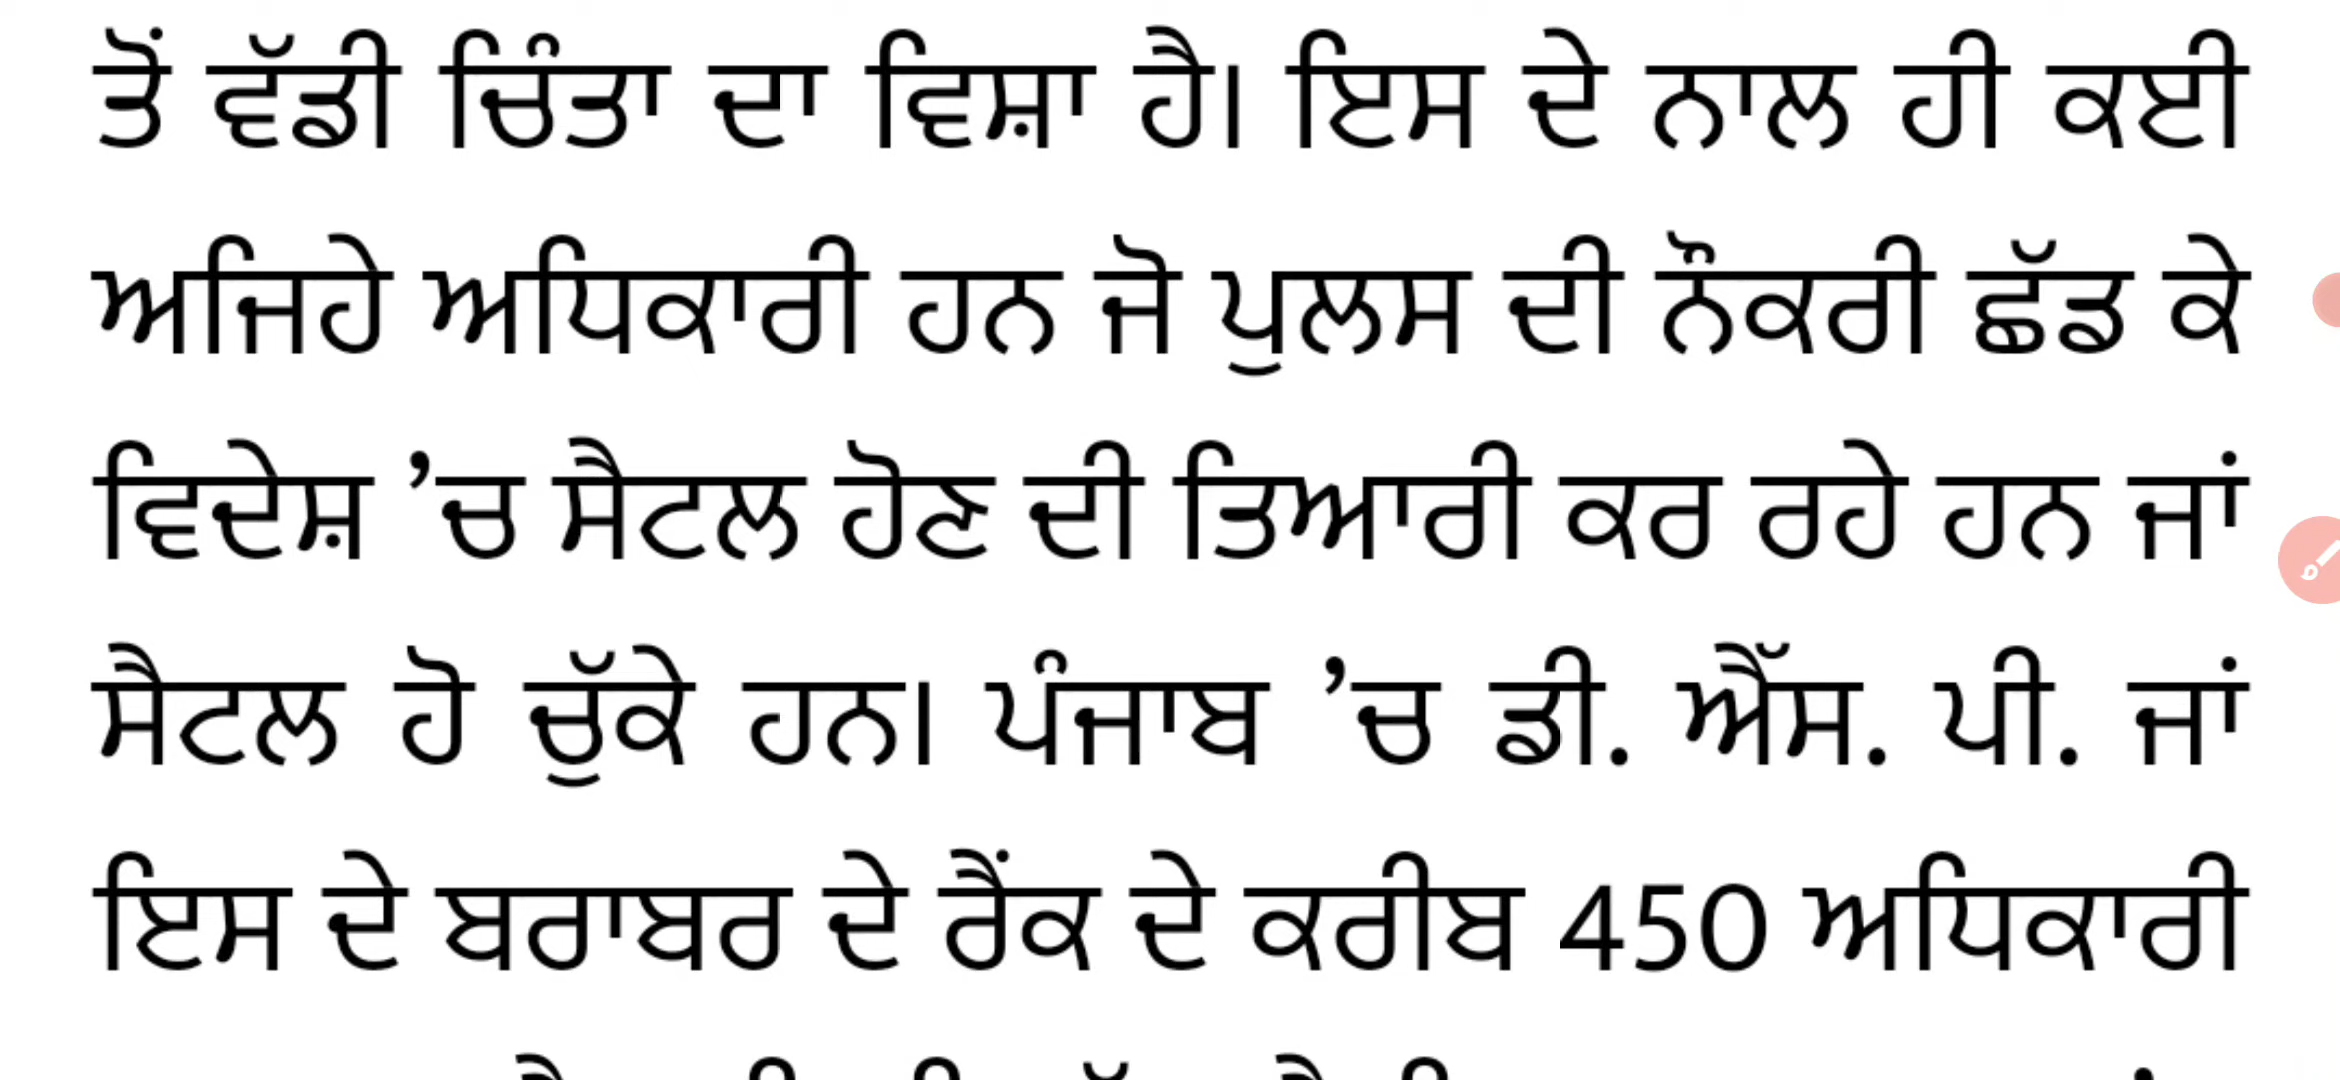 ਤੋਂ ਵੱਡੀ ਚਿੰਤਾ ਦਾ ਵਿਸ਼ਾ ਹੈ। ਇਸ ਦੇ ਨਾਲ ਹੀ ਕਈ
ਅਜਿਹੇ ਅਧਿਕਾਰੀ ਹਨ ਜੋ ਪੁਲਸ ਦੀ ਨੌਕਰੀ ਛੱਡ ਕੇ
ਵਿਦੇਸ਼ ’ਚ ਸੈਟਲ ਹੋਣ ਦੀ ਤਿਆਰੀ ਕਰ ਰਹੇ ਹਨ ਜਾਂ
ਸੈਟਲ ਹੋ ਚੁੱਕੇ ਹਨ। ਪੰਜਾਬ ’ਚ ਡੀ. ਐੱਸ. ਪੀ. ਜਾਂ
ਇਸ ਦੇ ਬਰਾਬਰ ਦੇ ਰੈਂਕ ਦੇ ਕਰੀਬ 450 ਅਧਿਕਾਰੀ